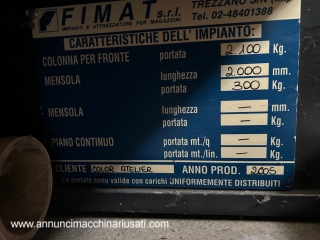 FIMAT s.r.l.
IMPIANTI E ATTREZZATURE PER MAGAZZINI
TREZZANO S/N
Tel. 02-48401388
CARATTERISTICHE DELL' IMPIANTO:
COLONNA PER FRONTE portata 2.100 Kg.
MENSOLA lunghezza 2.000 mm.
portata 300 Kg.
MENSOLA lunghezza — mm.
portata — Kg.
PIANO CONTINUO portata mt./q — Kg.
portata mt./lin. — Kg.
CLIENTE COLOR ATELIER ANNO PROD. 2005
Le portate sono valide con carichi UNIFORMEMENTE DISTRIBUITI
www.annuncimacchinariusati.com